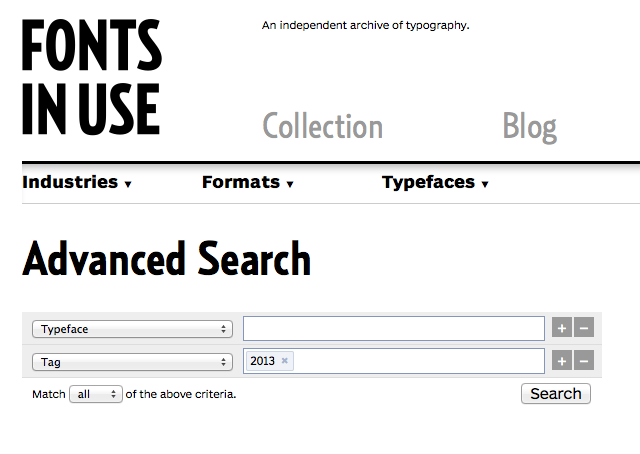 FONTS
IN USE
An independent archive of typography.
Collection Blog
Industries ▼ Formats ▼ Typefaces ▼
Advanced Search
Typeface + −
Tag 2013 × + −
Match all of the above criteria. Search